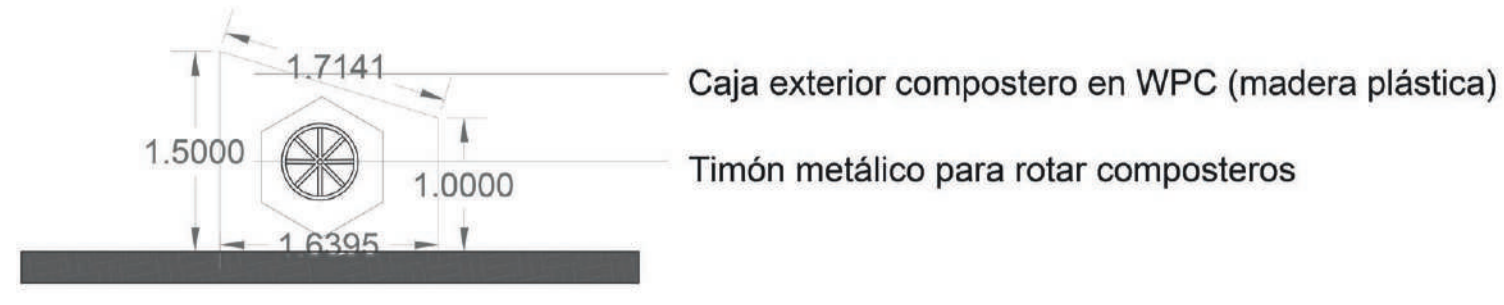 1.7141
Caja exterior compostero en WPC (madera plástica)
1.5000
Timón metálico para rotar composteros
1.0000
1.6395